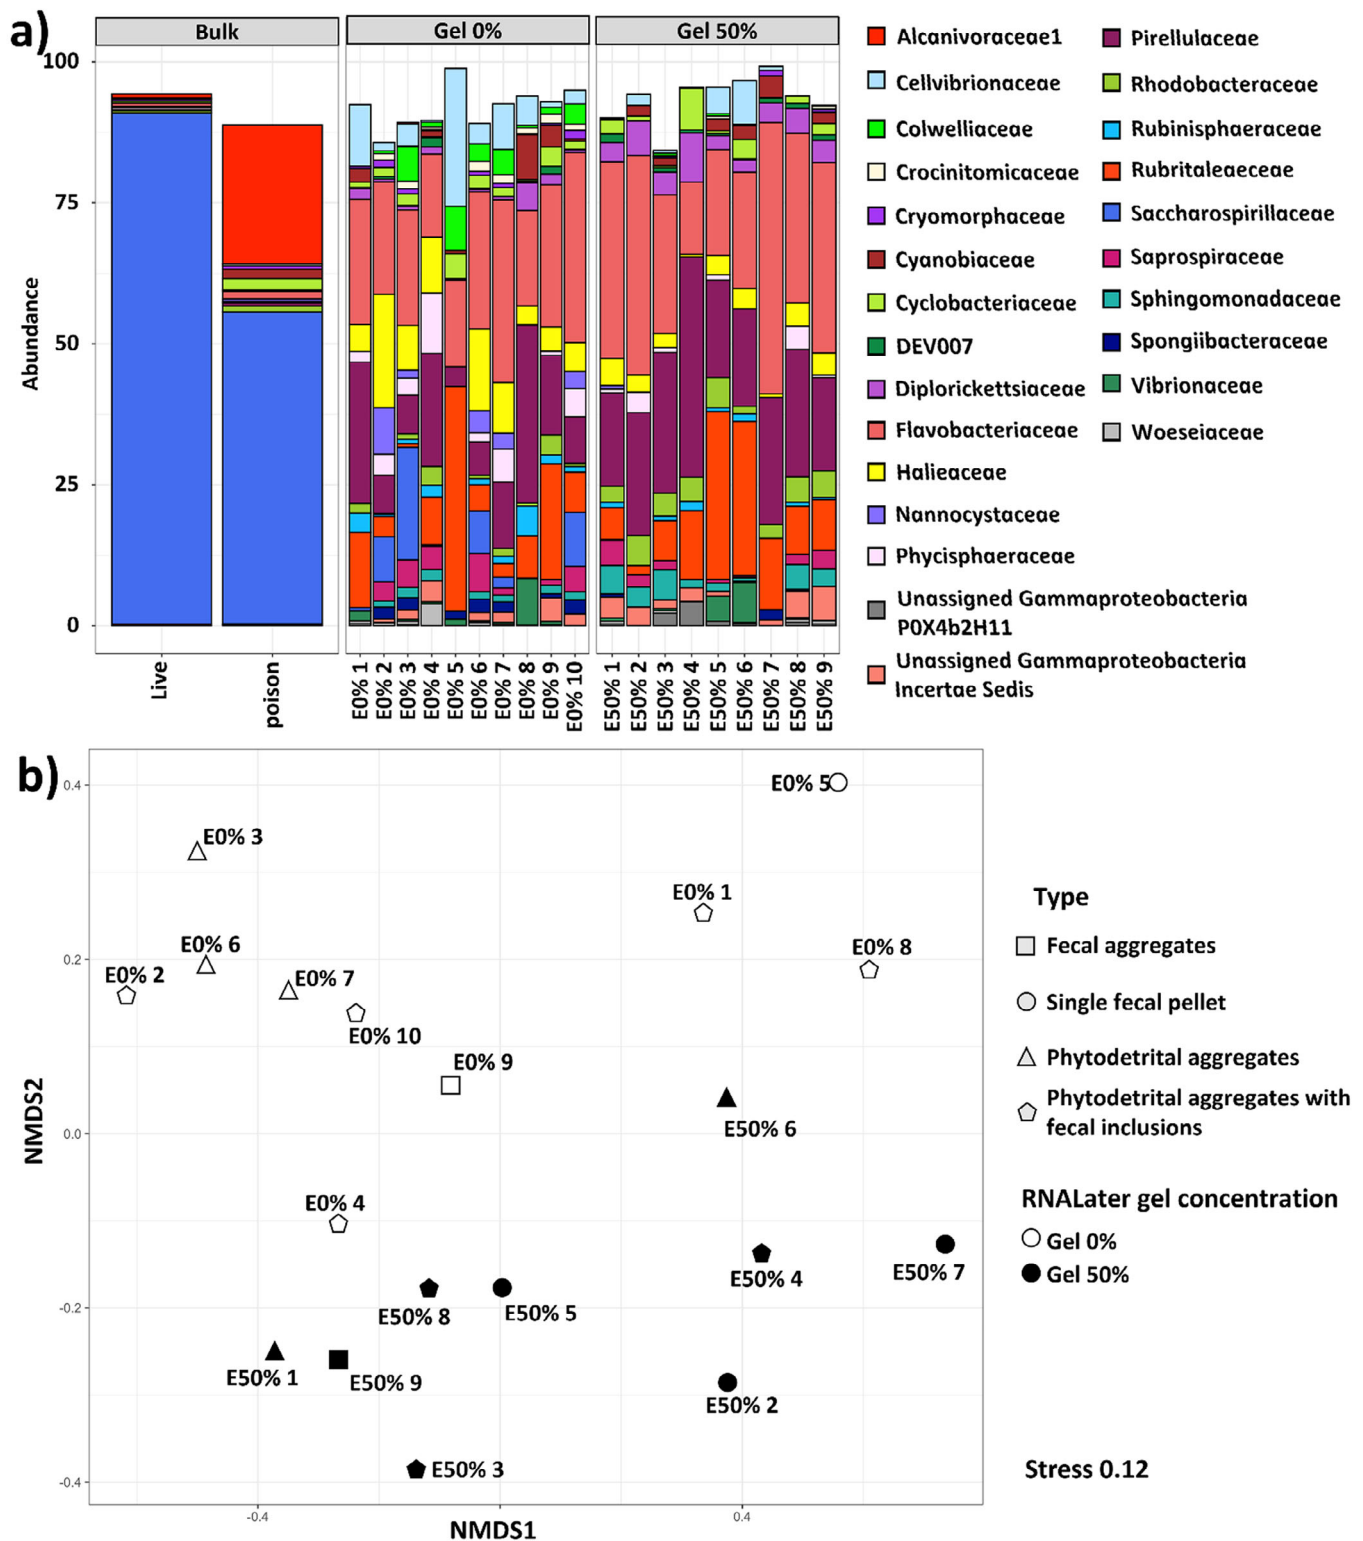 a)
Bulk
Gel 0%
Gel 50%
Abundance
100
75
50
25
0
Live
poison
E0% 1
E0% 2
E0% 3
E0% 4
E0% 5
E0% 6
E0% 7
E0% 8
E0% 9
E0% 10
E50% 1
E50% 2
E50% 3
E50% 4
E50% 5
E50% 6
E50% 7
E50% 8
E50% 9
Alcanivoraceae1
Cellvibrionaceae
Colwelliaceae
Crocinitomicaceae
Cryomorphaceae
Cyanobiaceae
Cyclobacteriaceae
DEV007
Diplorickettsiaceae
Flavobacteriaceae
Halieaceae
Nannocystaceae
Phycisphaeraceae
Unassigned Gammaproteobacteria
P0X4b2H11
Unassigned Gammaproteobacteria
Incertae Sedis
Pirellulaceae
Rhodobacteraceae
Rubinisphaeraceae
Rubritaleaeceae
Saccharospirillaceae
Saprospiraceae
Sphingomonadaceae
Spongiibacteraceae
Vibrionaceae
Woeseiaceae
b)
NMDS2
0.4
0.2
0.0
-0.2
-0.4
E0% 5
E0% 3
E0% 1
E0% 6
E0% 8
E0% 2
E0% 7
E0% 10
E0% 9
E50% 6
E0% 4
E50% 4
E50% 7
E50% 8
E50% 5
E50% 1
E50% 9
E50% 2
E50% 3
-0.4
0.4
NMDS1
Type
Fecal aggregates
Single fecal pellet
Phytodetrital aggregates
Phytodetrital aggregates with
fecal inclusions
RNALater gel concentration
Gel 0%
Gel 50%
Stress 0.12